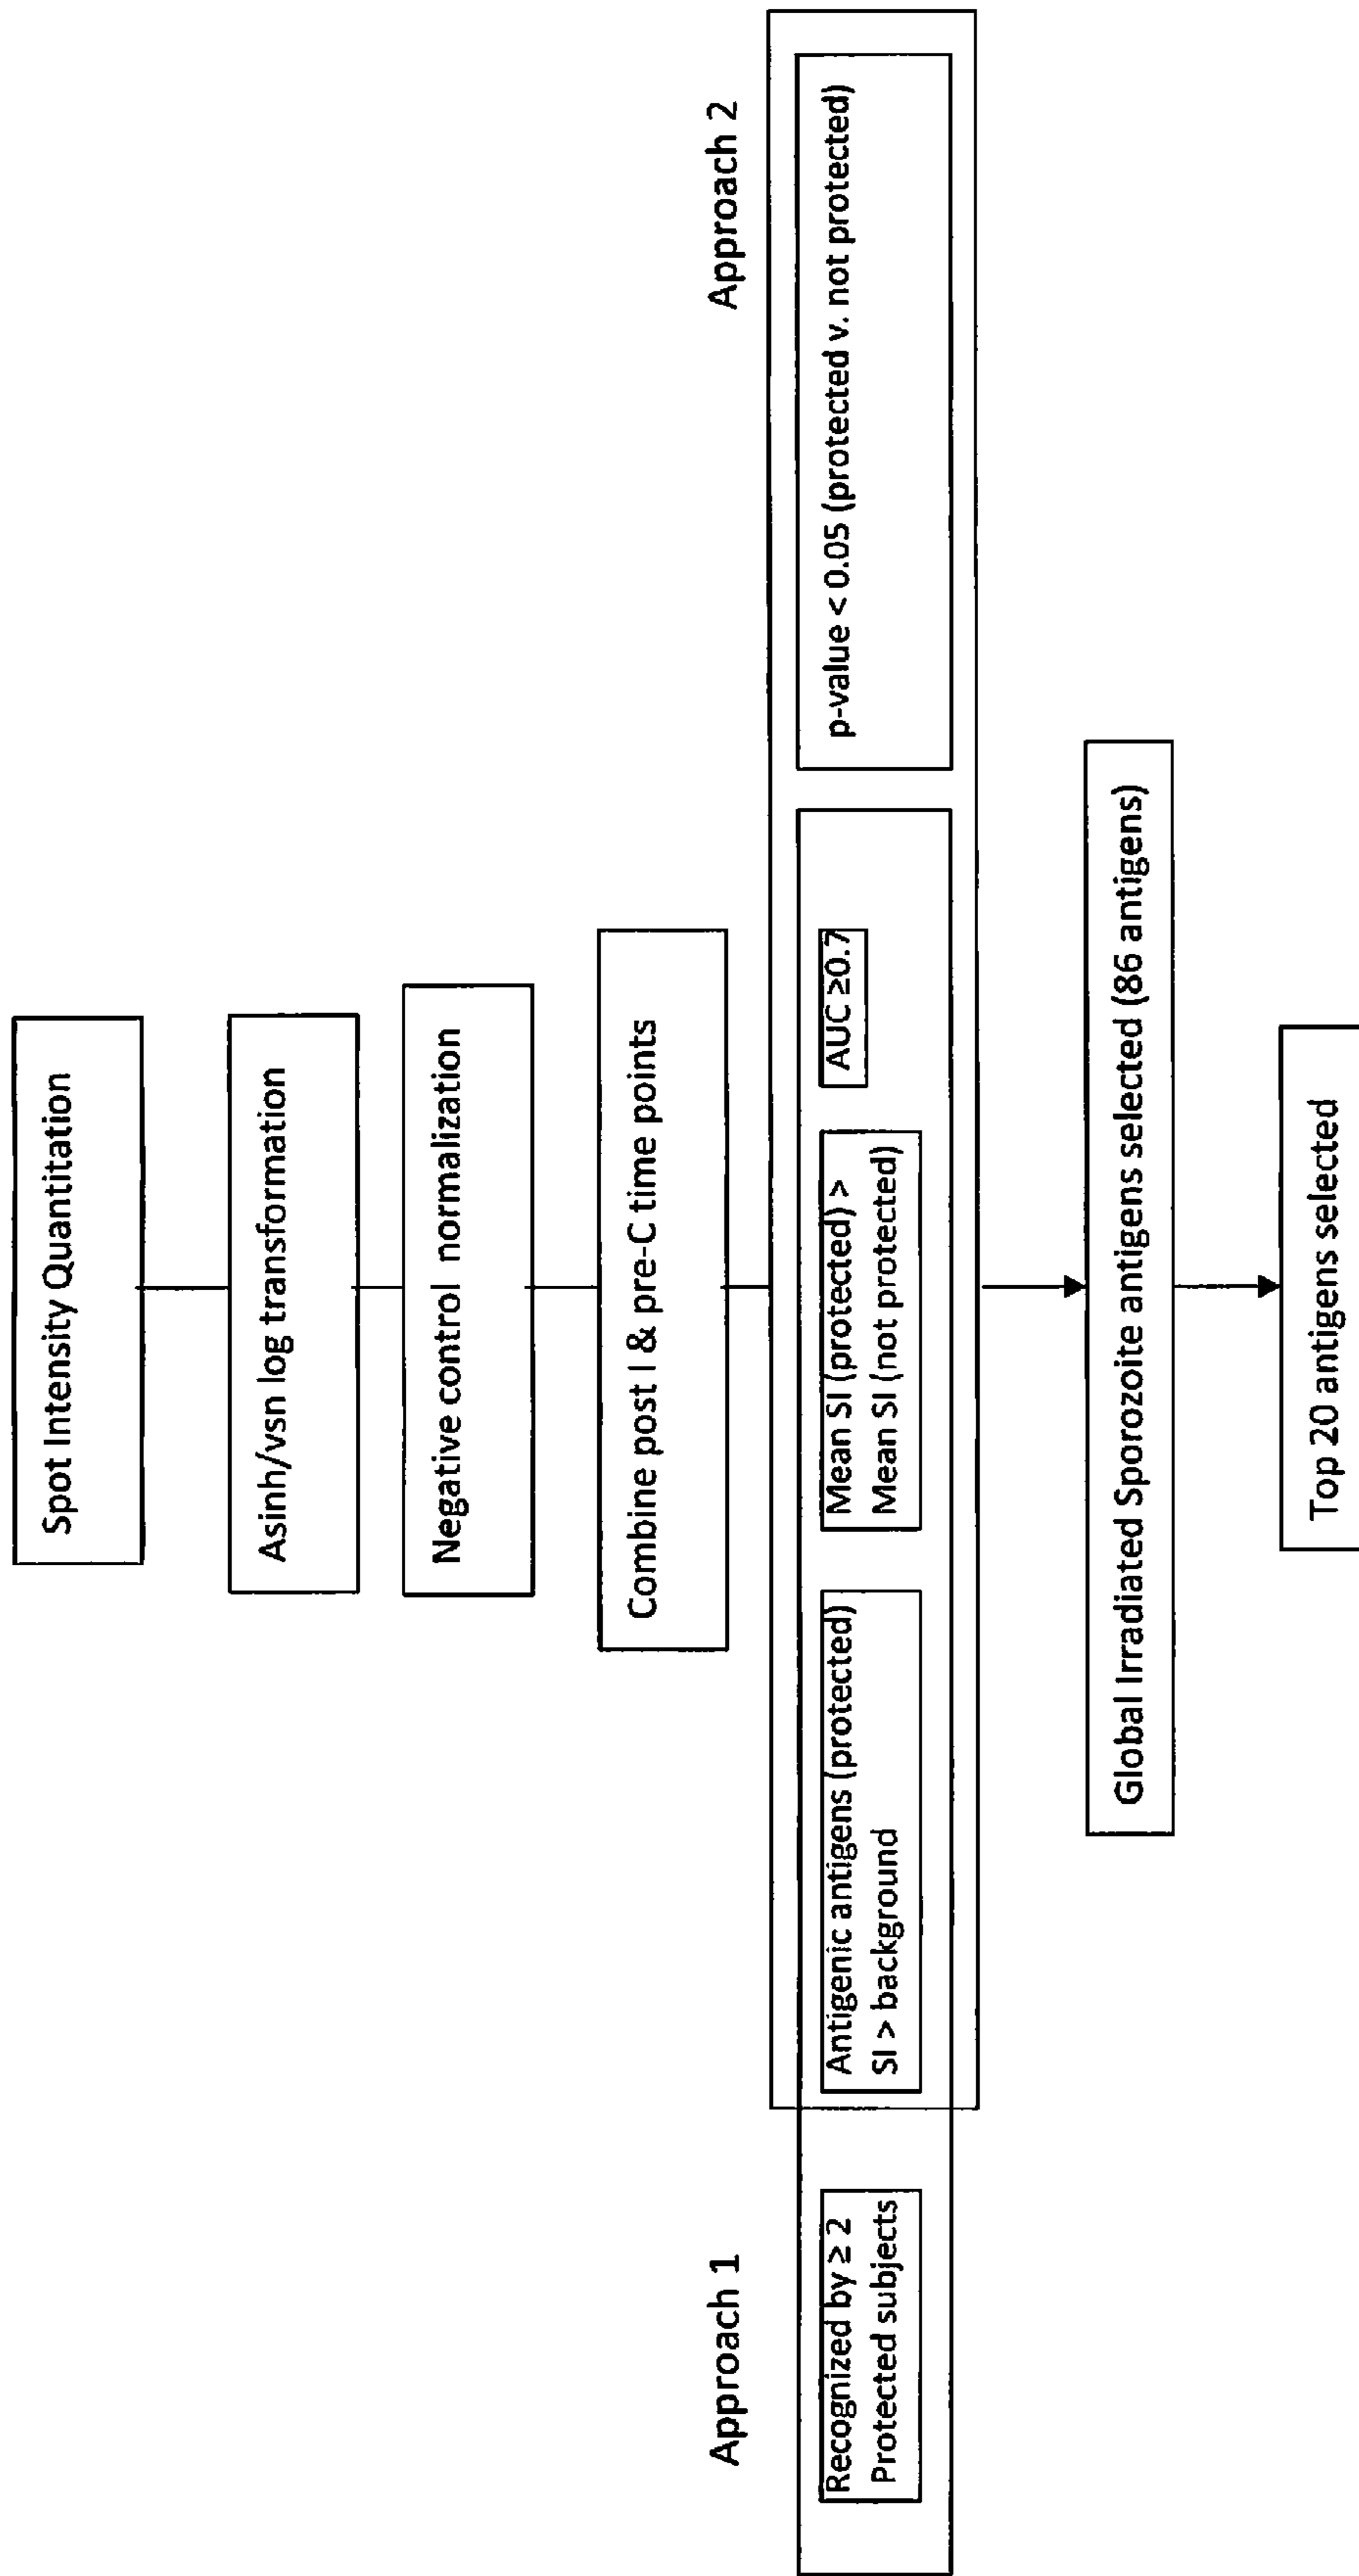 Spot Intensity Quantitation
Asinh/vsn log transformation
Negative control normalization
Combine post I & pre-C time points
Approach 1
Approach 2
Recognized by ≥ 2
Protected subjects
Antigenic antigens (protected)
SI > background
Mean SI (protected) >
Mean SI (not protected)
AUC ≥0.7
p-value < 0.05 (protected v. not protected)
Global Irradiated Sporozoite antigens selected (86 antigens)
Top 20 antigens selected